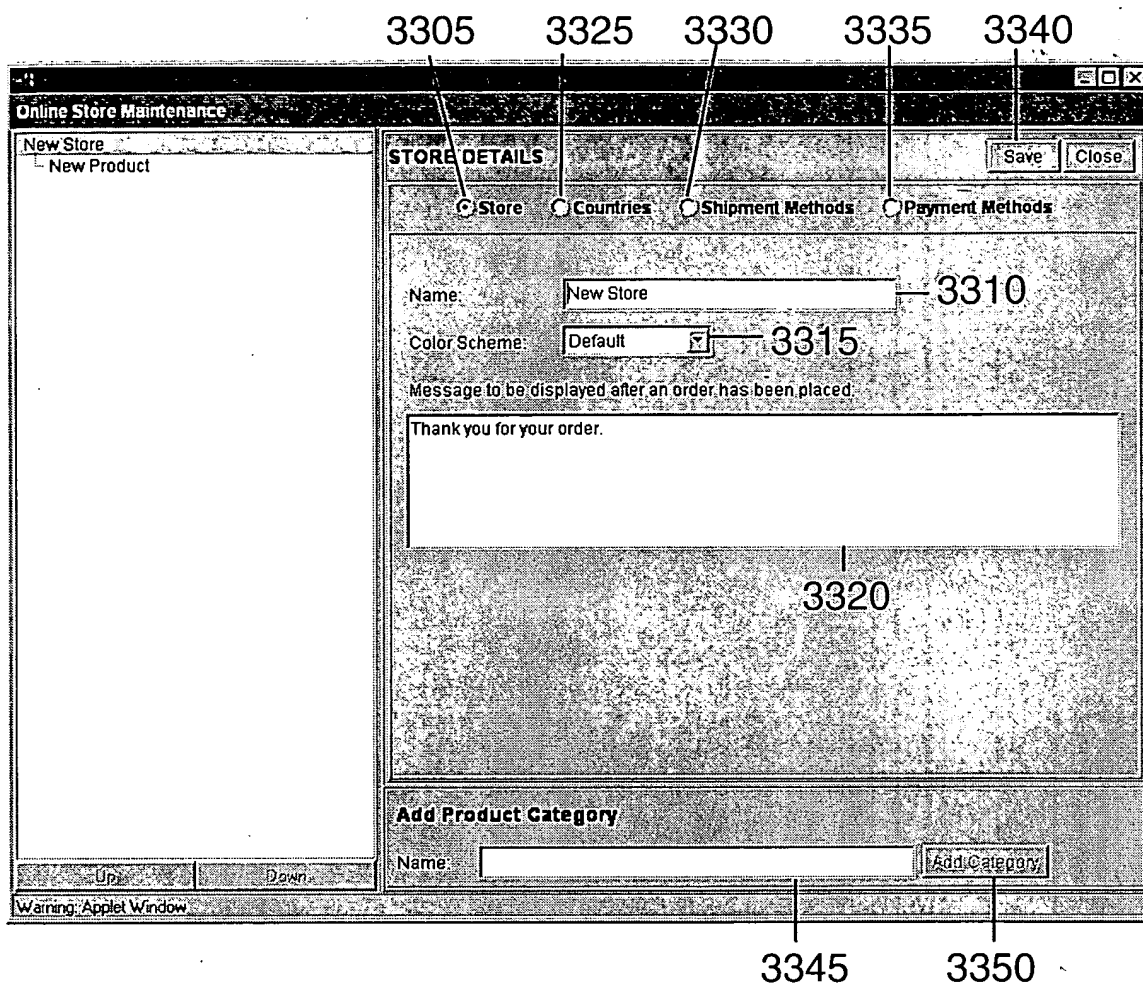 3305 3325 3330 3335 3340
Online Store Maintenance
New Store
New Product
STORE DETAILS
Save Close
Store Countries Shipment Methods Payment Methods
Name: New Store 3310
Color Scheme: Default 3315
Message to be displayed after an order has been placed.
Thank you for your order.
3320
Add Product Category
Name: Add Category
Up Down
Warning: Applet Window
3345 3350